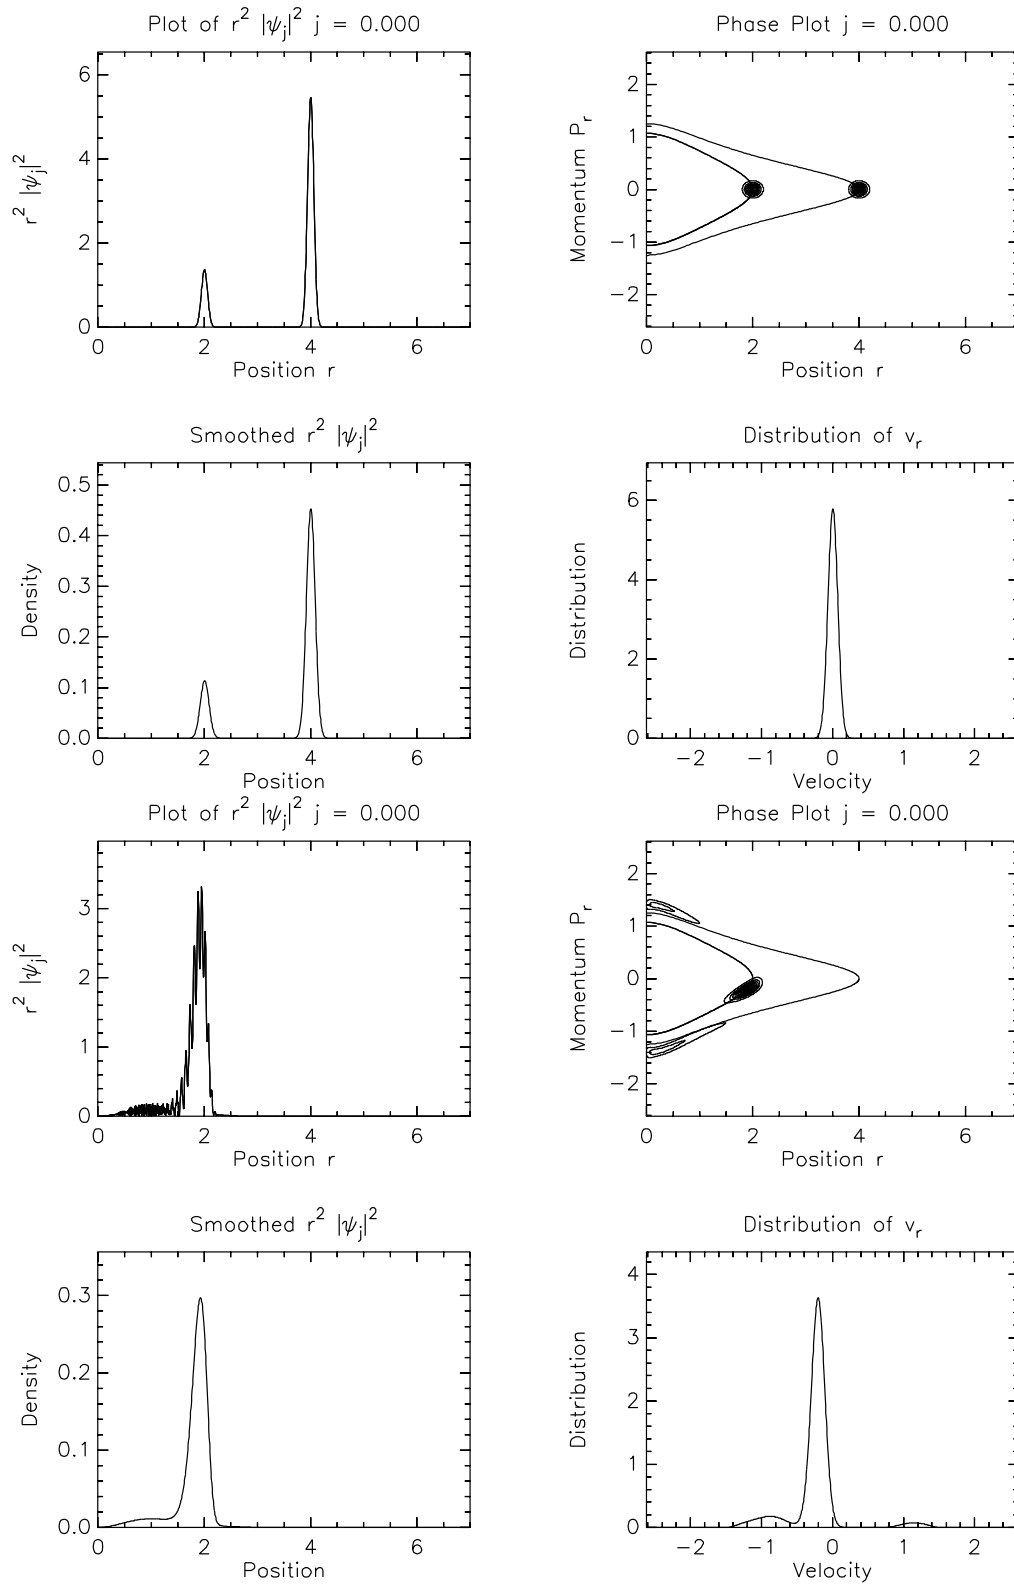 Plot of r² |ψⱼ|² j = 0.000
6
4
2
0
r² |ψⱼ|²
0 2 4 6
Position r
Phase Plot j = 0.000
2
1
0
−1
−2
Momentum Pᵣ
0 2 4 6
Position r
Smoothed r² |ψⱼ|²
0.5
0.4
0.3
0.2
0.1
0.0
Density
0 2 4 6
Position
Distribution of vᵣ
6
4
2
0
Distribution
−2 −1 0 1 2
Velocity
Plot of r² |ψⱼ|² j = 0.000
3
2
1
0
r² |ψⱼ|²
0 2 4 6
Position r
Phase Plot j = 0.000
2
1
0
−1
−2
Momentum Pᵣ
0 2 4 6
Position r
Smoothed r² |ψⱼ|²
0.3
0.2
0.1
0.0
Density
0 2 4 6
Position
Distribution of vᵣ
4
3
2
1
0
Distribution
−2 −1 0 1 2
Velocity